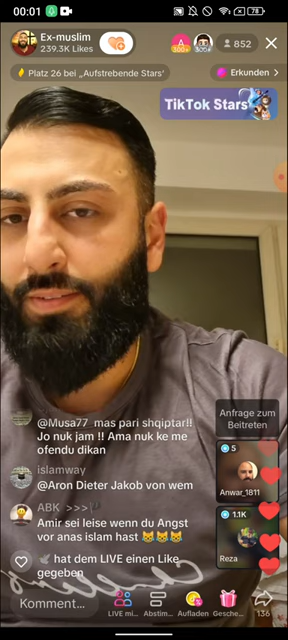 00:01
78
Ex-muslim
239.3K Likes
300+
300+
852
Platz 26 bei „Aufstrebende Stars“
Erkunden >
TikTok Stars
@Musa77 mas pari shqiptar!!
Jo nuk jam !! Ama nuk ke me
ofendu dikan
islamway
@Aron Dieter Jakob von wem
ABK >>>
Amir sei leise wenn du Angst
vor anas islam hast 😹😹😹
hat dem LIVE einen Like
gegeben
Anfrage zum
Beitreten
5
Anwar_1811
1.1K
Reza
Komment...
LIVE mi...
Abstim...
Aufladen
Gesche...
136